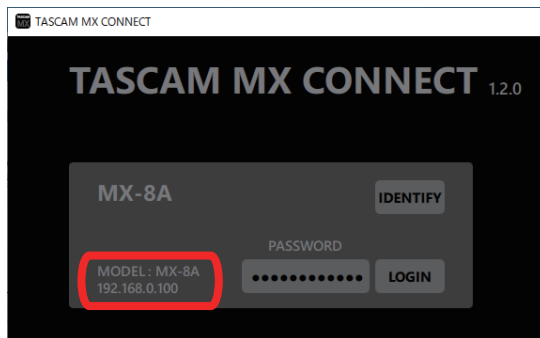 TASCAM MX CONNECT
TASCAM MX CONNECT 1.2.0
MX-8A
IDENTIFY
PASSWORD
MODEL : MX-8A
192.168.0.100
●●●●●●●●●●●●
LOGIN